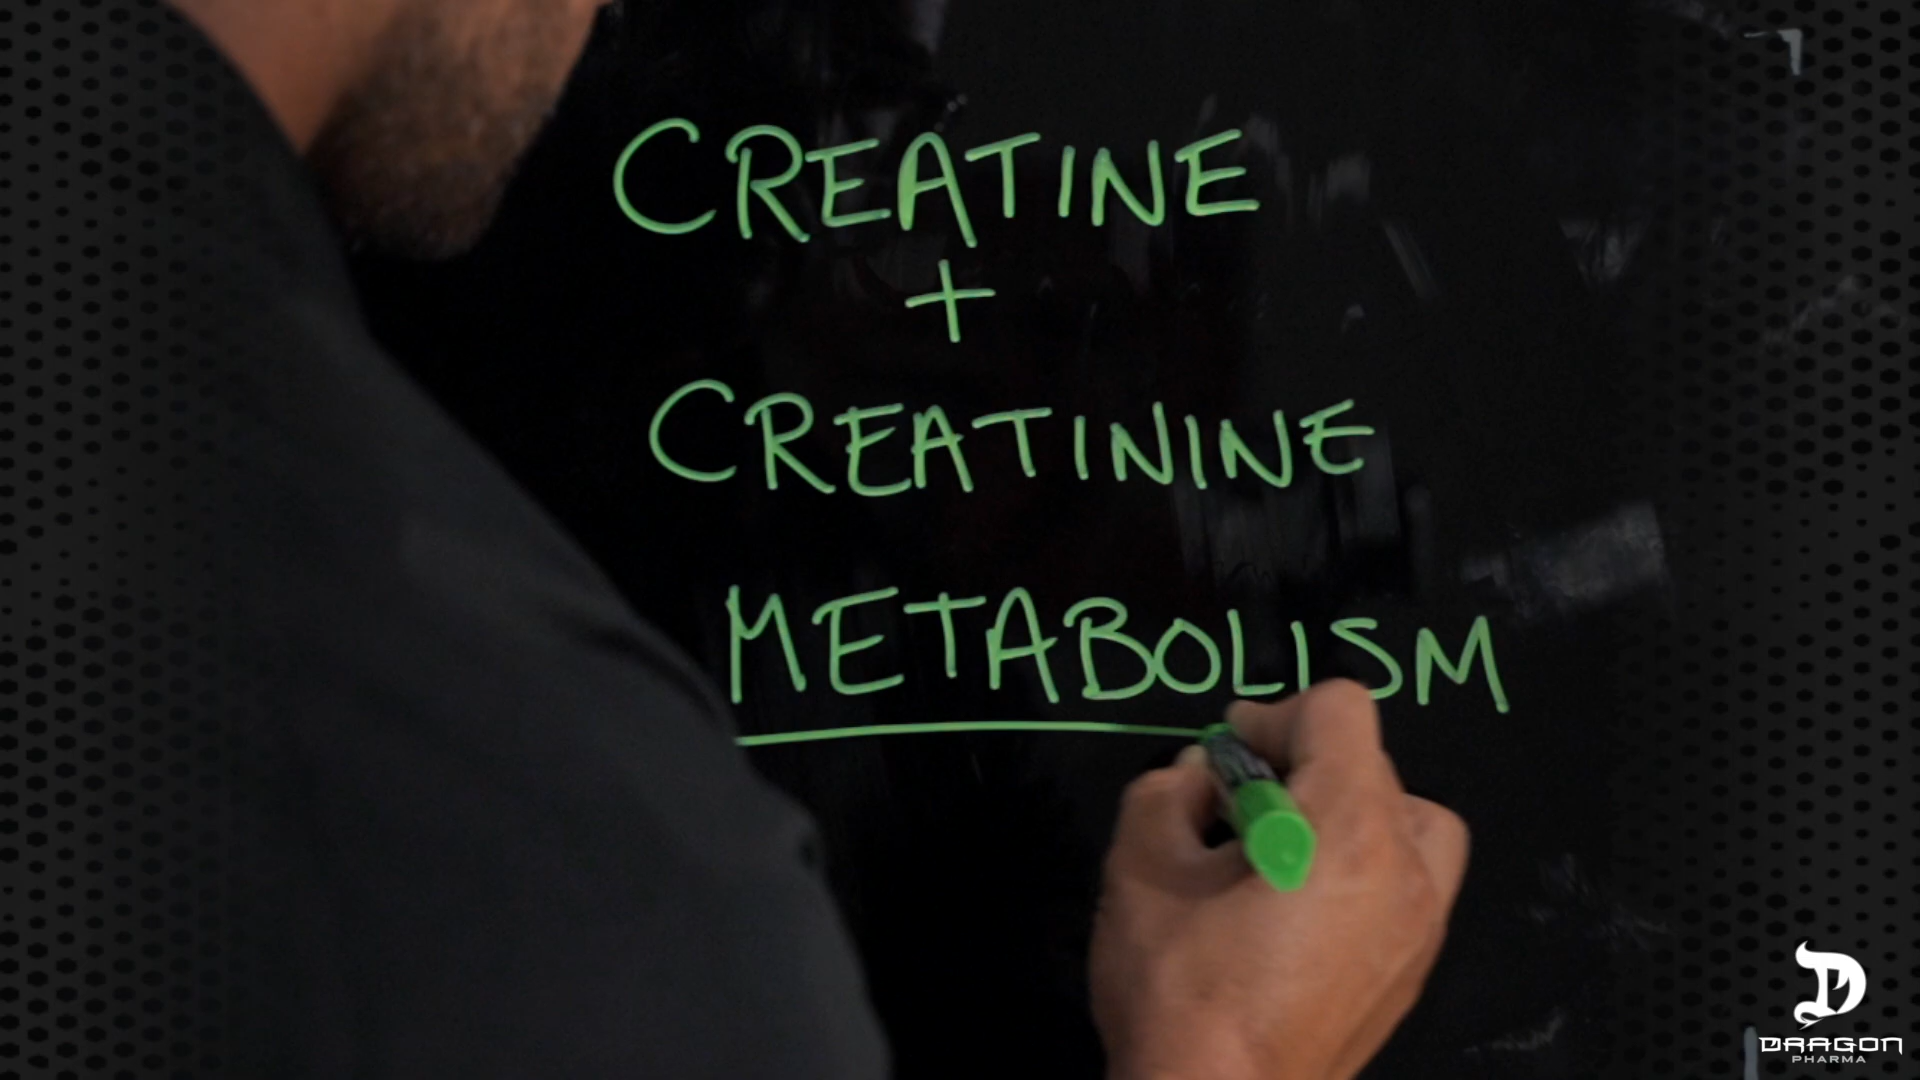 CREATINE
+
CREATININE
METABOLISM
DRAGON
PHARMA